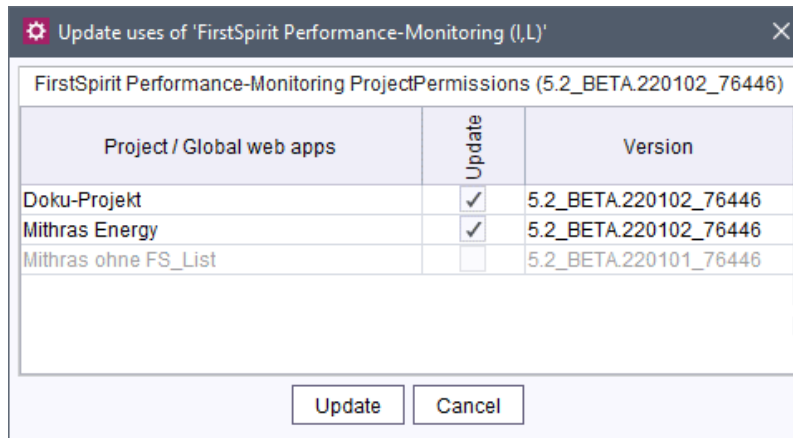 Update uses of 'FirstSpirit Performance-Monitoring (I,L)'
FirstSpirit Performance-Monitoring ProjectPermissions (5.2_BETA.220102_76446)
Project / Global web apps Update Version
Doku-Projekt 5.2_BETA.220102_76446
Mithras Energy 5.2_BETA.220102_76446
Mithras ohne FS_List 5.2_BETA.220101_76446
Update Cancel